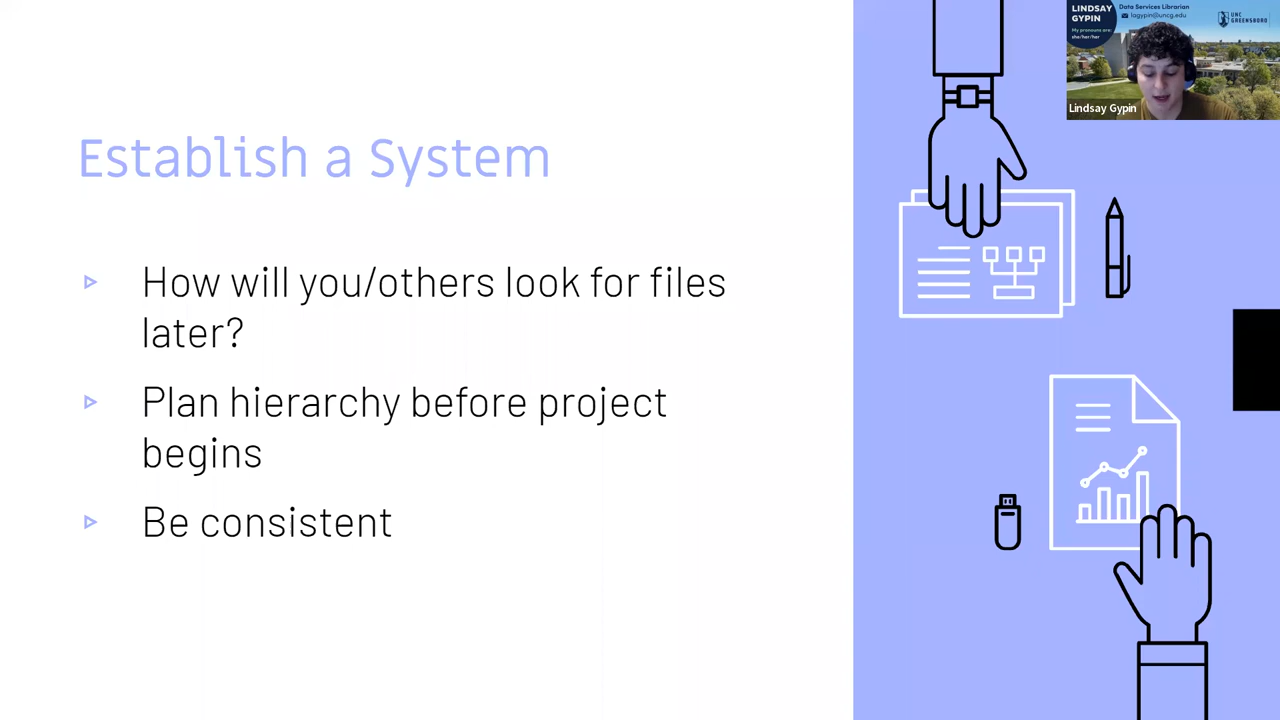 Establish a System
How will you/others look for files
later?
Plan hierarchy before project
begins
Be consistent
LINDSAY
GYPIN
My pronouns are:
she/her/her
Data Services Librarian
lagypin@uncg.edu
UNC
GREENSBORO
Lindsay Gypin